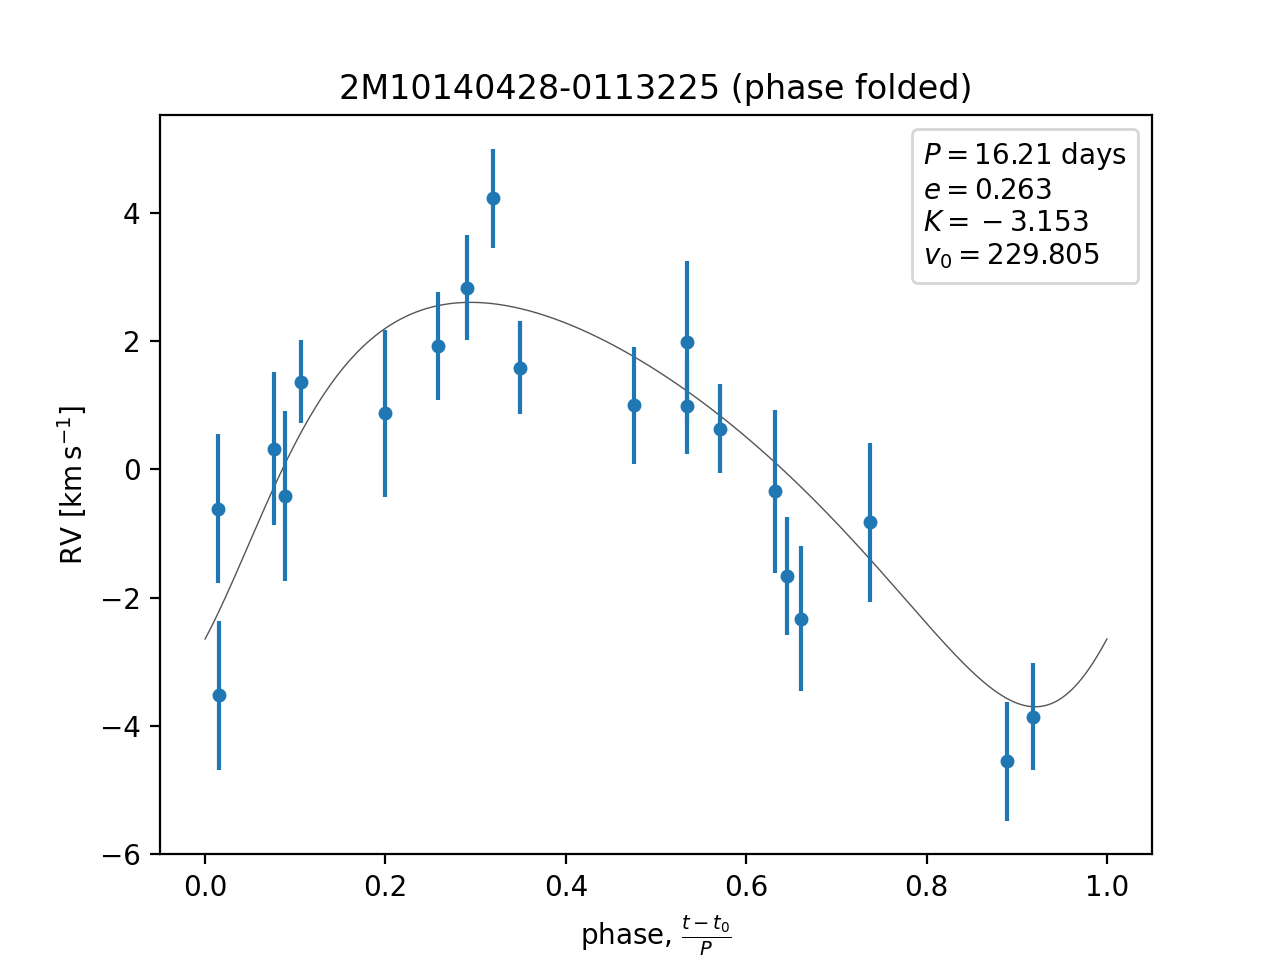 2M10140428-0113225 (phase folded)
P = 16.21 days
e = 0.263
K = −3.153
v₀ = 229.805
RV [km s⁻¹]
4
2
0
−2
−4
−6
0.0 0.2 0.4 0.6 0.8 1.0
phase, (t − t₀)/P